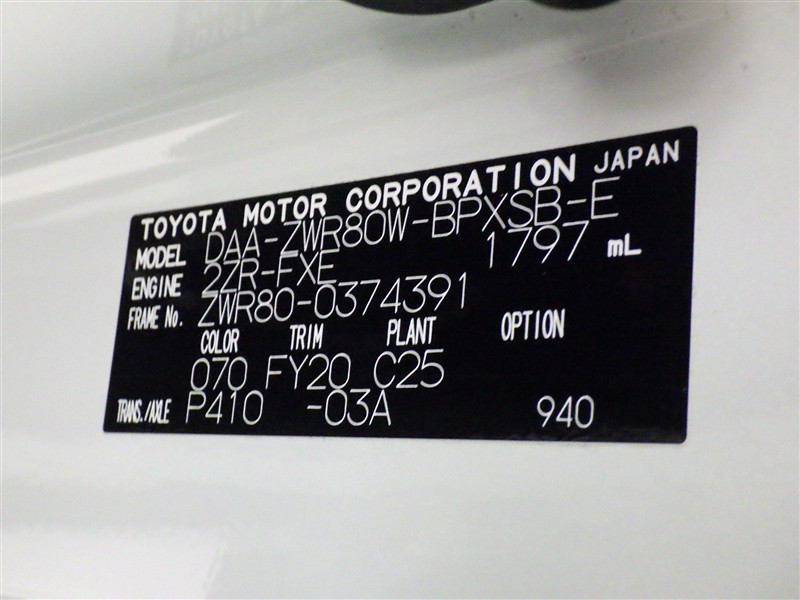 TOYOTA MOTOR CORPORATION JAPAN
MODEL DAA-ZWR80W-BPXSB-E
ENGINE 2ZR-FXE 1797 mL
FRAME No. ZWR80-0374391
COLOR TRIM PLANT OPTION
070 FY20 C25
TRANS./AXLE P410 -03A 940